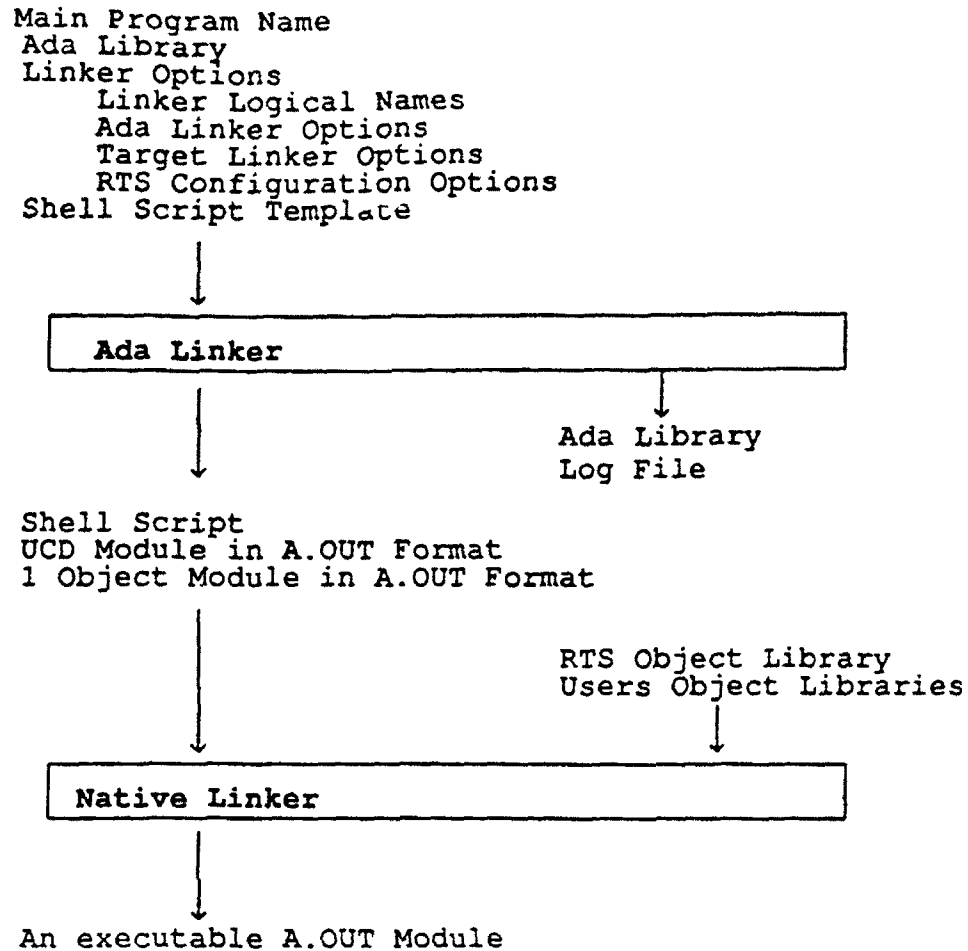 Main Program Name
Ada Library
Linker Options
Linker Logical Names
Ada Linker Options
Target Linker Options
RTS Configuration Options
Shell Script Template
Ada Linker
Ada Library
Log File
Shell Script
UCD Module in A.OUT Format
1 Object Module in A.OUT Format
RTS Object Library
Users Object Libraries
Native Linker
An executable A.OUT Module